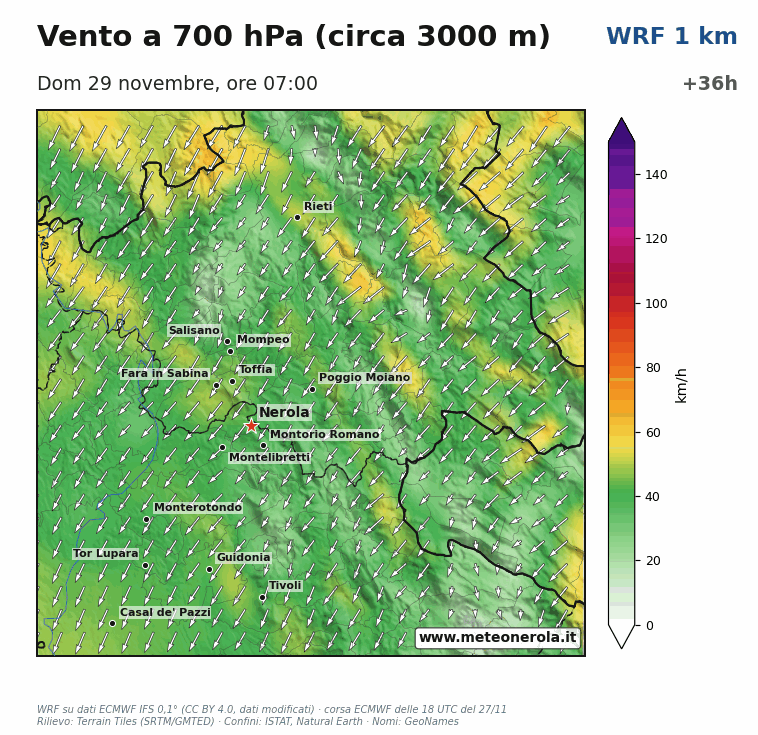 Vento a 700 hPa (circa 3000 m)
WRF 1 km
Dom 29 novembre, ore 07:00
+36h
Rieti
Salisano
Mompeo
Fara in Sabina
Toffia
Poggio Moiano
Nerola
Montorio Romano
Montelibretti
Monterotondo
Tor Lupara
Guidonia
Tivoli
Casal de' Pazzi
www.meteonerola.it
140
120
100
80
60
40
20
0
km/h
WRF su dati ECMWF IFS 0,1° (CC BY 4.0, dati modificati) · corsa ECMWF delle 18 UTC del 27/11
Rilievo: Terrain Tiles (SRTM/GMTED) · Confini: ISTAT, Natural Earth · Nomi: GeoNames